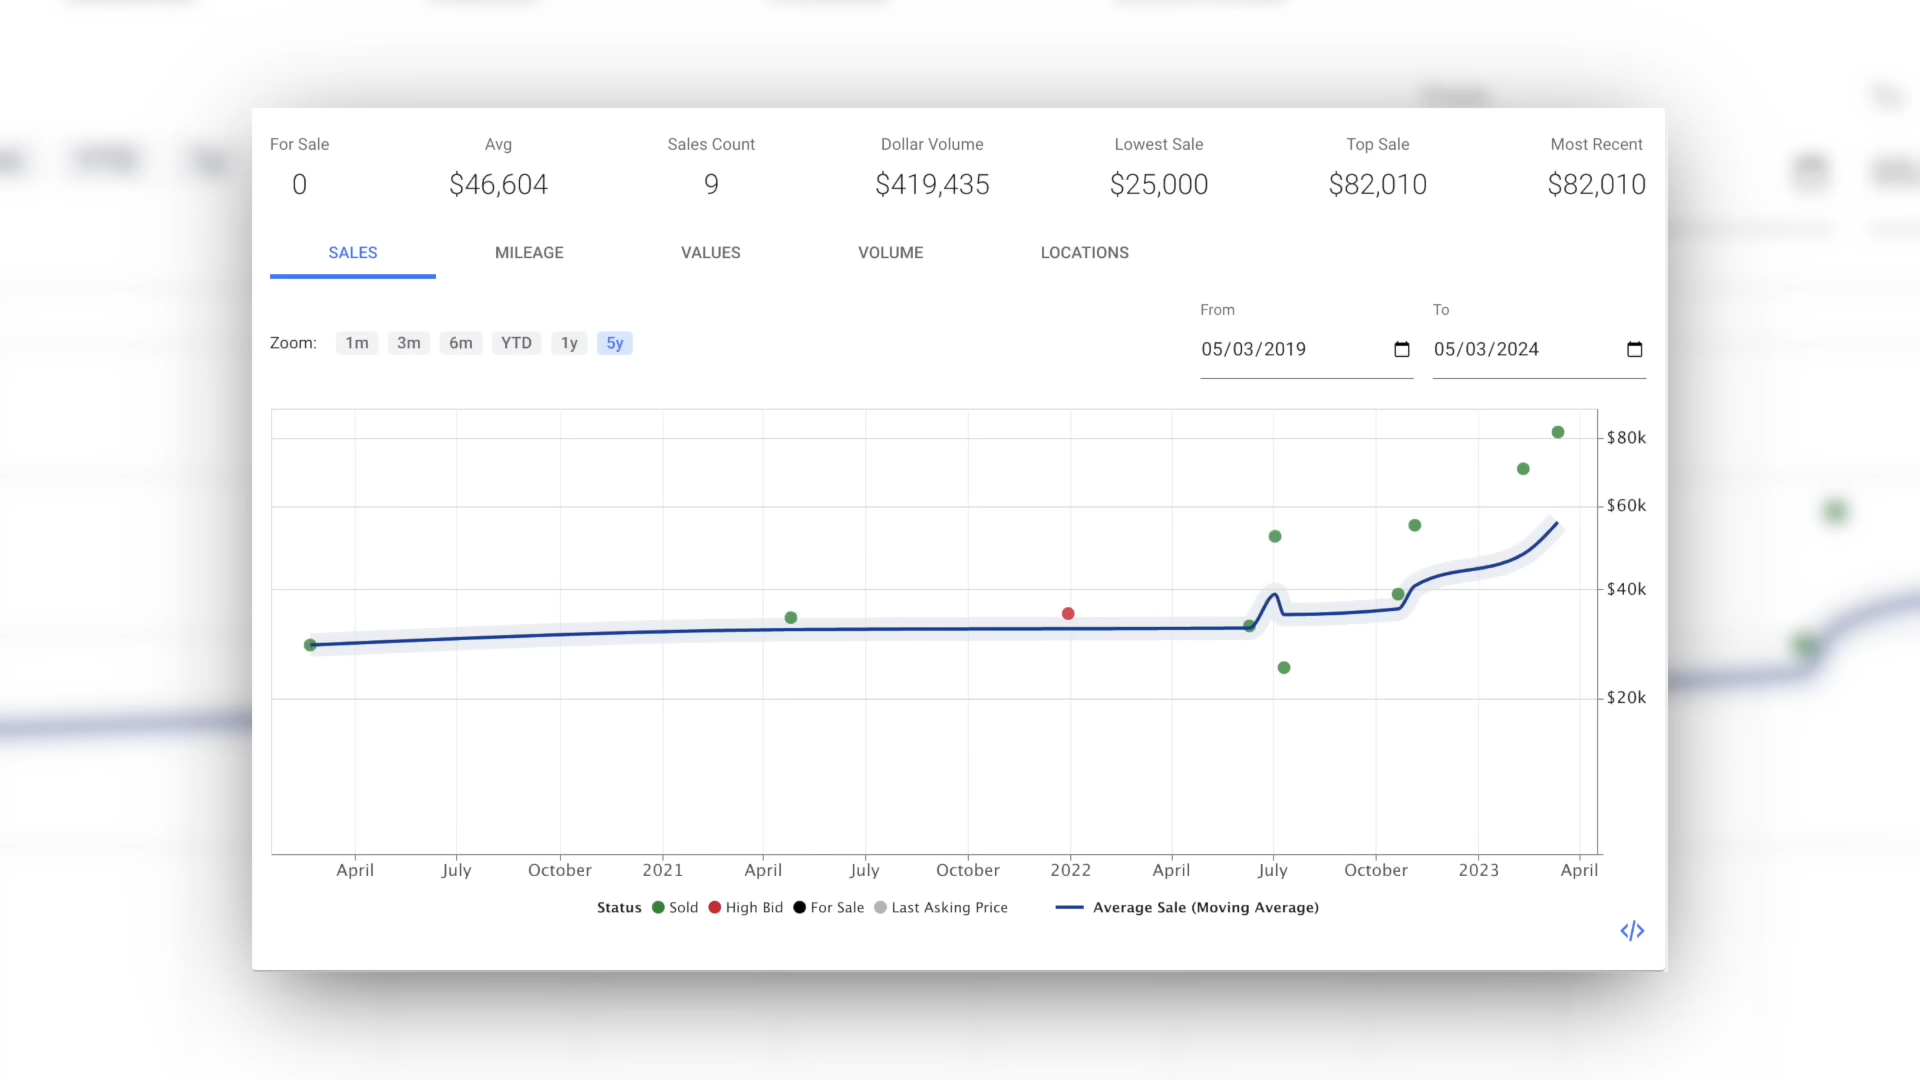 For Sale Avg Sales Count Dollar Volume Lowest Sale Top Sale Most Recent
0 $46,604 9 $419,435 $25,000 $82,010 $82,010
SALES MILEAGE VALUES VOLUME LOCATIONS
From To
Zoom: 1m 3m 6m YTD 1y 5y 05/03/2019 05/03/2024
$80k
$60k
$40k
$20k
April July October 2021 April July October 2022 April July October 2023 April
Status Sold High Bid For Sale Last Asking Price Average Sale (Moving Average)
</>